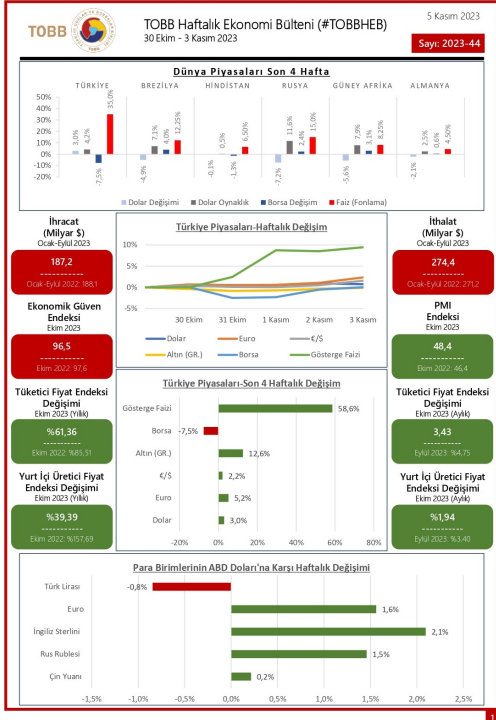 TOBB
TOBB Haftalık Ekonomi Bülteni (#TOBBHEB)
30 Ekim - 3 Kasım 2023
5 Kasım 2023
Sayı: 2023-44
Dünya Piyasaları Son 4 Hafta
TÜRKİYE BREZİLYA HİNDİSTAN RUSYA GÜNEY AFRİKA ALMANYA
50%
40%
30%
20%
10%
0%
-10%
-20%
3,0% 4,2% -7,5% 35,0%
-4,9% 7,1% 4,0% 12,25%
-0,1% 0,5% -1,3% 6,50%
-7,2% 11,6% 2,4% 15,0%
-5,6% 7,9% 3,1% 8,25%
-2,1% 2,5% 0,6% 4,50%
Dolar Değişimi Dolar Oynaklık Borsa Değişim Faiz (Fonlama)
İhracat
(Milyar $)
Ocak-Eylül 2023
187,2
-----------
Ocak-Eylül 2022: 188,1
Ekonomik Güven
Endeksi
Ekim 2023
96,5
-----------
Ekim 2022: 97,6
Tüketici Fiyat Endeksi
Değişimi
Ekim 2023 (Yıllık)
%61,36
-----------
Ekim 2022: %85,51
Yurt İçi Üretici Fiyat
Endeksi Değişimi
Ekim 2023 (Yıllık)
%39,39
-----------
Ekim 2022: %157,69
Türkiye Piyasaları-Haftalık Değişim
10%
5%
0%
-5%
30 Ekim 31 Ekim 1 Kasım 2 Kasım 3 Kasım
Dolar Euro €/$
Altın (GR.) Borsa Gösterge Faizi
Türkiye Piyasaları-Son 4 Haftalık Değişim
Gösterge Faizi 58,6%
Borsa -7,5%
Altın (GR.) 12,6%
€/$ 2,2%
Euro 5,2%
Dolar 3,0%
-20% 0% 20% 40% 60% 80%
İthalat
(Milyar $)
Ocak-Eylül 2023
274,4
-----------
Ocak-Eylül 2022: 271,2
PMI
Endeksi
Ekim 2023
48,4
-----------
Ekim 2022: 46,4
Tüketici Fiyat Endeksi
Değişimi
Ekim 2023 (Aylık)
3,43
-----------
Eylül 2023: %4,75
Yurt İçi Üretici Fiyat
Endeksi Değişimi
Ekim 2023 (Aylık)
%1,94
-----------
Eylül 2023: %3,40
Para Birimlerinin ABD Doları'na Karşı Haftalık Değişimi
Türk Lirası -0,8%
Euro 1,6%
İngiliz Sterlini 2,1%
Rus Rublesi 1,5%
Çin Yuanı 0,2%
-1,5% -1,0% -0,5% 0,0% 0,5% 1,0% 1,5% 2,0% 2,5%
1